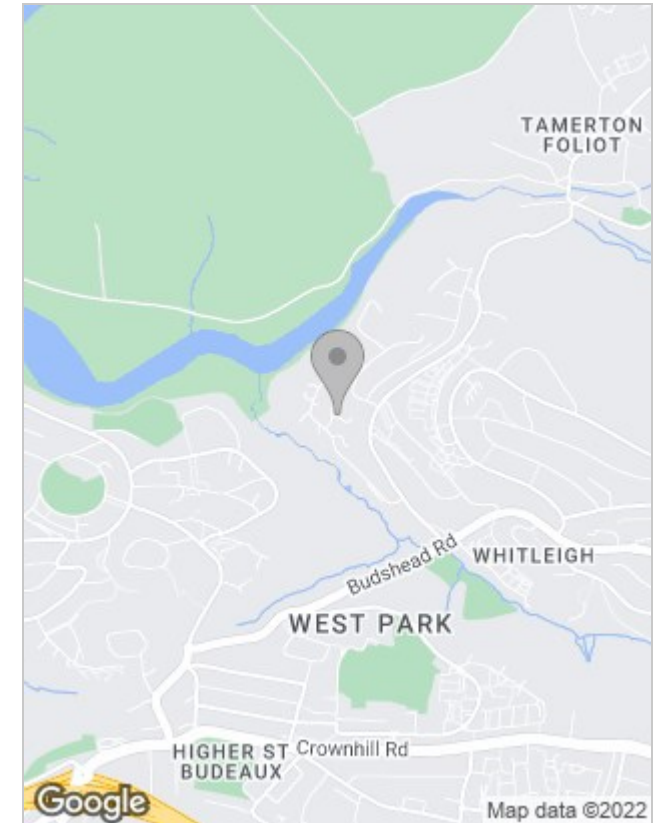 TAMERTON
FOLIOT
Budshead Rd
WHITLEIGH
WEST PARK
HIGHER ST
BUDEAUX
Crownhill Rd
Google
Map data ©2022